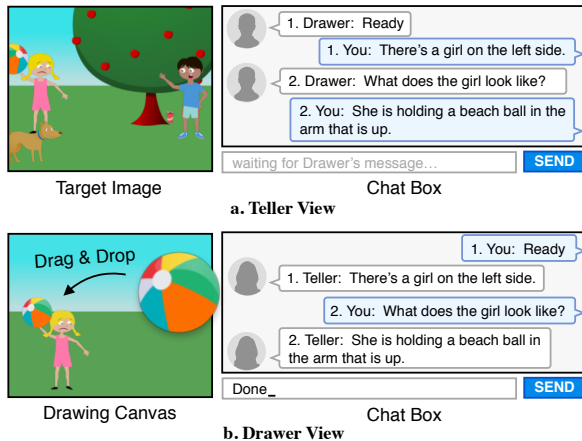 1. Drawer:  Ready
1. You:  There's a girl on the left side.
2. Drawer:  What does the girl look like?
2. You:  She is holding a beach ball in the
arm that is up.
waiting for Drawer's message…
SEND
Target Image
Chat Box
a. Teller View
Drag & Drop
1. You:  Ready
1. Teller:  There's a girl on the left side.
2. You:  What does the girl look like?
2. Teller:  She is holding a beach ball in
the arm that is up.
Done_
SEND
Drawing Canvas
Chat Box
b. Drawer View